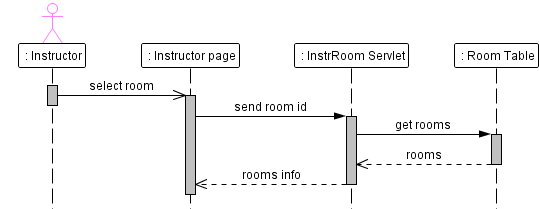 : Instructor
: Instructor page
: InstrRoom Servlet
: Room Table
select room
send room id
get rooms
rooms
rooms info